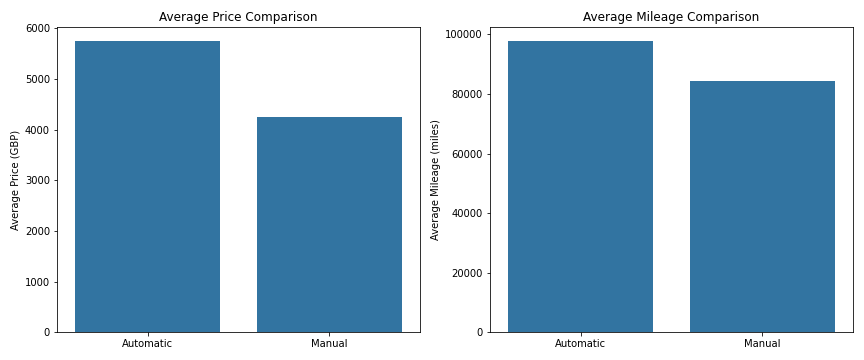 Average Price Comparison
Average Price (GBP)
6000
5000
4000
3000
2000
1000
0
Automatic
Manual
Average Mileage Comparison
Average Mileage (miles)
100000
80000
60000
40000
20000
0
Automatic
Manual